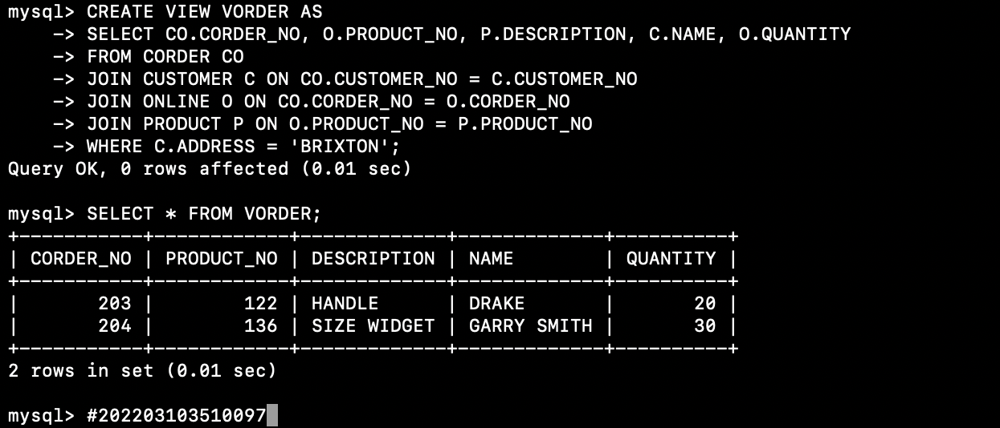 mysql> CREATE VIEW VORDER AS
    -> SELECT CO.CORDER_NO, O.PRODUCT_NO, P.DESCRIPTION, C.NAME, O.QUANTITY
    -> FROM CORDER CO
    -> JOIN CUSTOMER C ON CO.CUSTOMER_NO = C.CUSTOMER_NO
    -> JOIN ONLINE O ON CO.CORDER_NO = O.CORDER_NO
    -> JOIN PRODUCT P ON O.PRODUCT_NO = P.PRODUCT_NO
    -> WHERE C.ADDRESS = 'BRIXTON';
Query OK, 0 rows affected (0.01 sec)

mysql> SELECT * FROM VORDER;
+-----------+------------+-------------+-------------+----------+
| CORDER_NO | PRODUCT_NO | DESCRIPTION | NAME        | QUANTITY |
+-----------+------------+-------------+-------------+----------+
|       203 |        122 | HANDLE      | DRAKE       |       20 |
|       204 |        136 | SIZE WIDGET | GARRY SMITH |       30 |
+-----------+------------+-------------+-------------+----------+
2 rows in set (0.01 sec)

mysql> #202203103510097